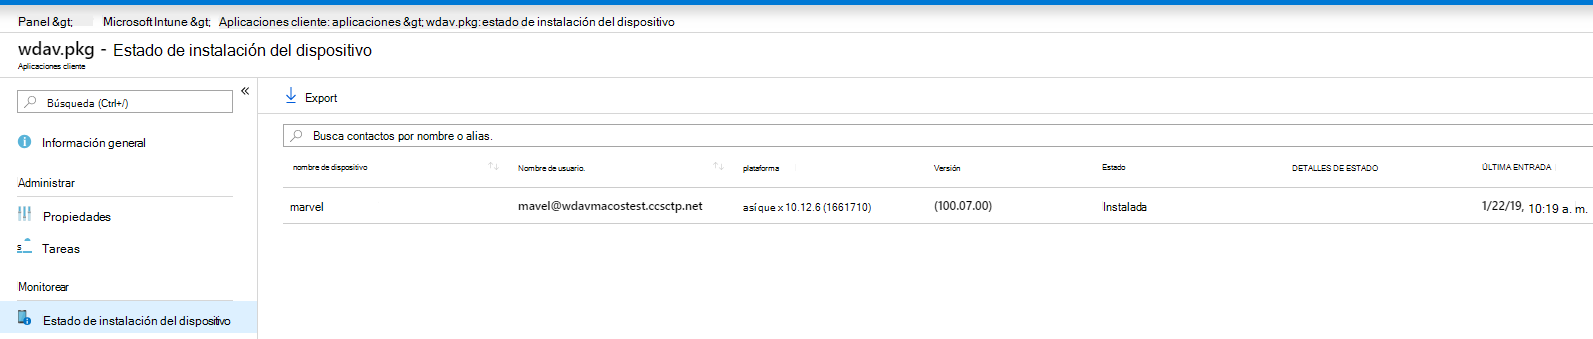 Panel &gt; Microsoft Intune &gt; Aplicaciones cliente: aplicaciones &gt; wdav.pkg: estado de instalación del dispositivo
wdav.pkg - Estado de instalación del dispositivo
Aplicaciones cliente
Búsqueda (Ctrl+/)
«
Información general
Administrar
Propiedades
Tareas
Monitorear
Estado de instalación del dispositivo
Export
Busca contactos por nombre o alias.
nombre de dispositivo Nombre de usuario. plataforma Versión Estado DETALLES DE ESTADO ÚLTIMA ENTRADA
marvel mavel@wdavmacostest.ccsctp.net así que x 10.12.6 (1661710) (100.07.00) Instalada 1/22/19, 10:19 a. m.